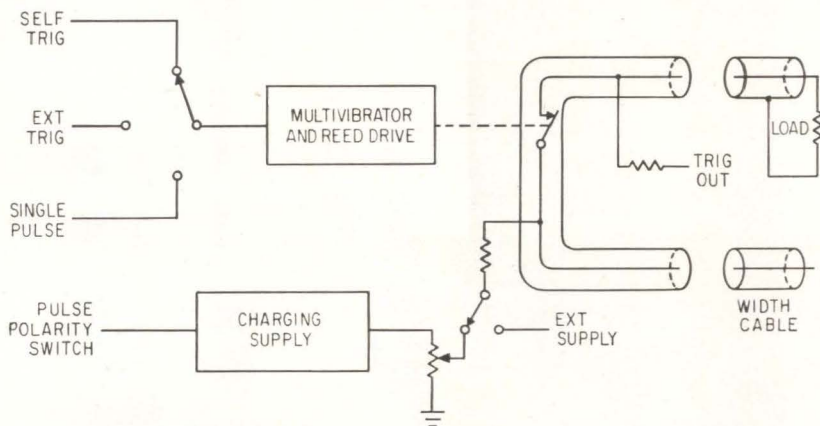 SELF
TRIG
EXT
TRIG
SINGLE
PULSE
MULTIVIBRATOR
AND REED DRIVE
LOAD
TRIG
OUT
PULSE
POLARITY
SWITCH
CHARGING
SUPPLY
EXT
SUPPLY
WIDTH
CABLE